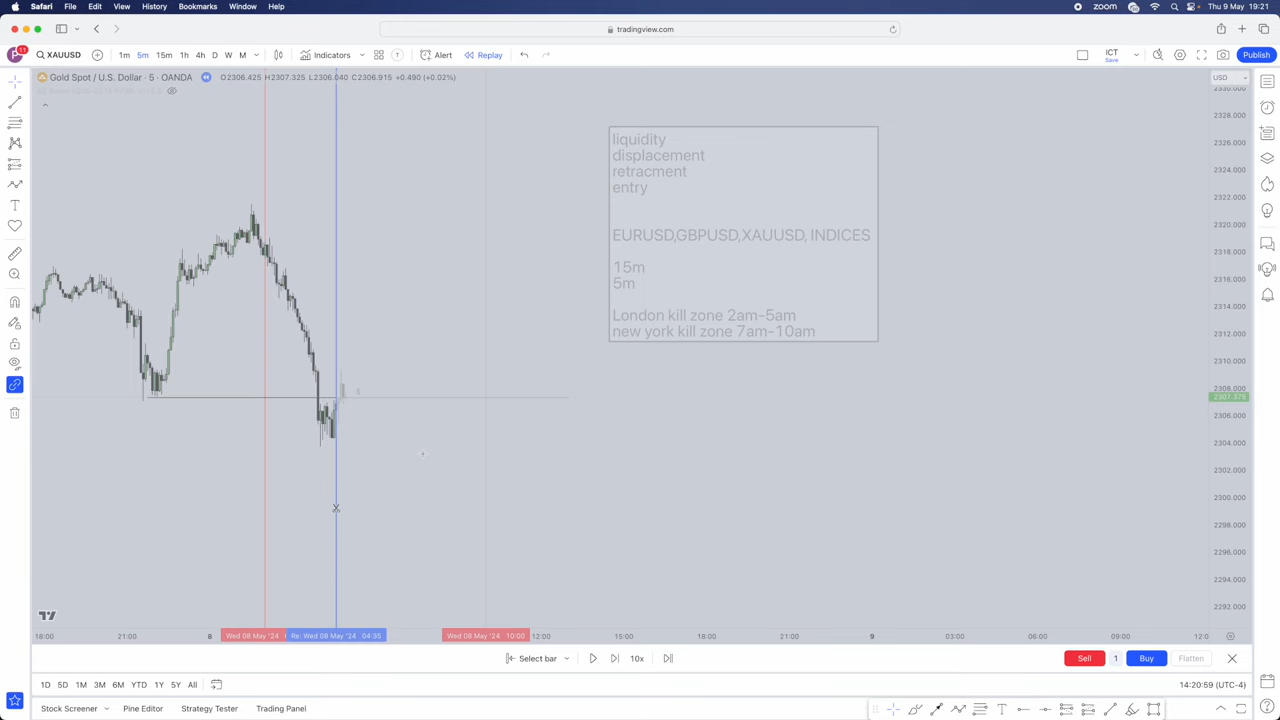 Safari File Edit View History Bookmarks Window Help zoom Thu 9 May 19:21
tradingview.com
11 XAUUSD 1m 5m 15m 1h 4h D W M Indicators Alert Replay ICT Save Publish
Gold Spot / U.S. Dollar · 5 · OANDA O2306.425 H2307.325 L2306.040 2306.915 +0.490 (+0.02%)
USD
2330.000
2328.000
2326.000
2324.000
2322.000
2320.000
2318.000
2316.000
2314.000
2312.000
2310.000
2308.000
2307.375
2306.000
2304.000
2302.000
2300.000
2298.000
2296.000
2294.000
2292.000
liquidity
displacement
retracment
entry
EURUSD,GBPUSD,XAUUSD, INDICES
15m
5m
London kill zone 2am-5am
new york kill zone 7am-10am
18:00 21:00 8 Wed 08 May '24 Re: Wed 08 May '24 04:35 Wed 08 May '24 10:00 12:00 15:00 18:00 21:00 9 03:00 06:00 09:00
Select bar 10x Sell 1 Buy Flatten
1D 5D 1M 3M 6M YTD 1Y 5Y All 14:20:59 (UTC-4)
Stock Screener Pine Editor Strategy Tester Trading Panel